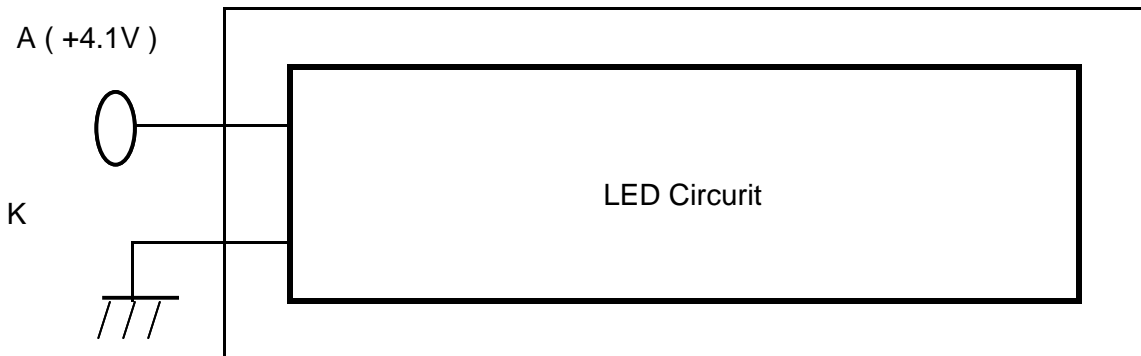 A ( +4.1V )
LED Circurit
K